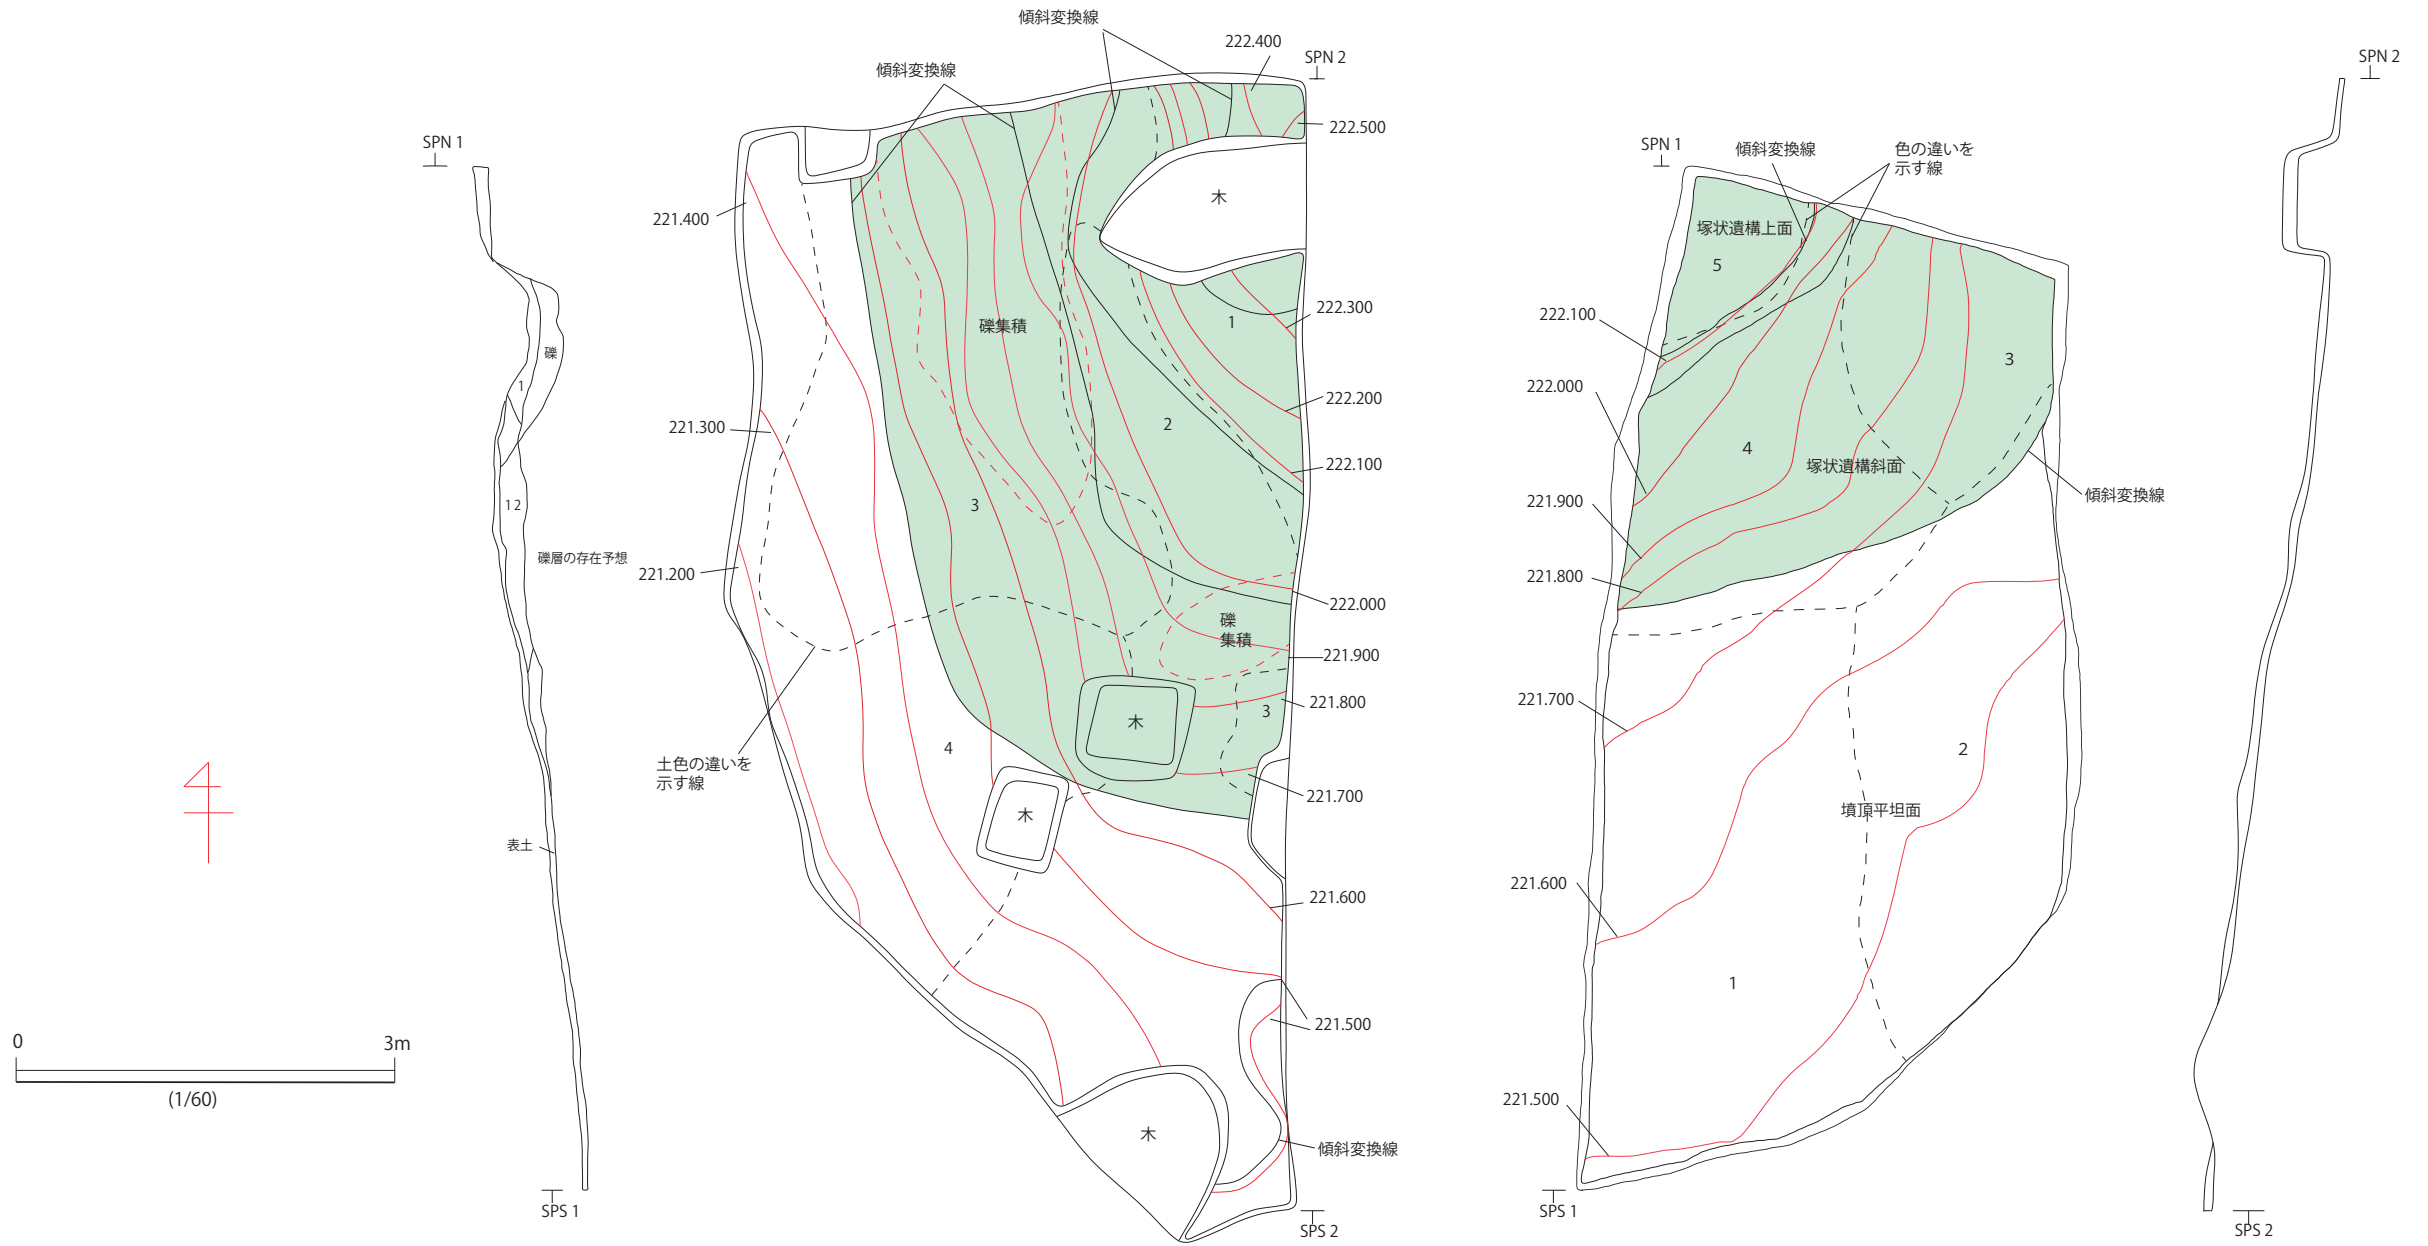 SPN 1
礫
1
1 2
礫層の存在予想
表土
SPS 1
0
3m
(1/60)
傾斜変換線
傾斜変換線
222.400
SPN 2
222.500
木
221.400
礫集積
1
222.300
221.300
2
222.200
222.100
3
221.200
222.000
礫
集積
221.900
3
221.800
木
4
土色の違いを
示す線
221.700
木
221.600
221.500
木
傾斜変換線
SPS 2
SPN 1
傾斜変換線
色の違いを
示す線
塚状遺構上面
5
222.100
3
222.000
4
塚状遺構斜面
傾斜変換線
221.900
221.800
221.700
2
墳頂平坦面
221.600
1
221.500
SPS 1
SPN 2
SPS 2